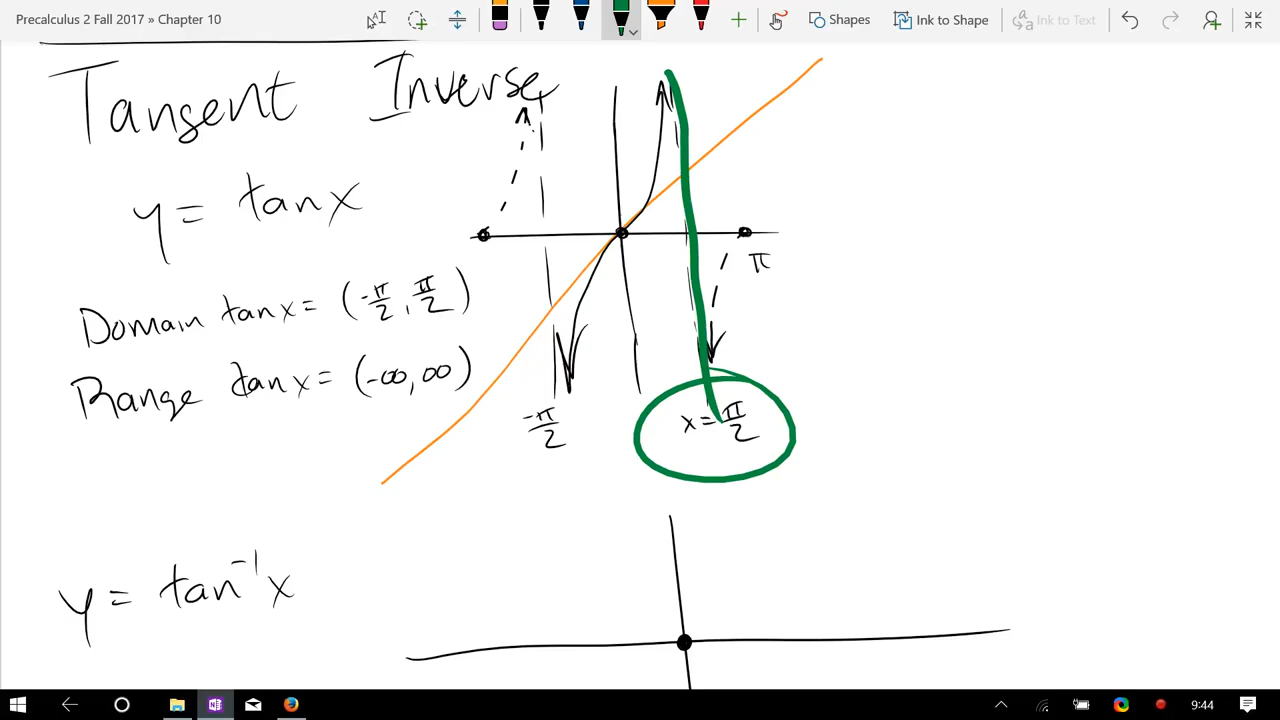 Precalculus 2 Fall 2017 » Chapter 10
Shapes
Ink to Shape
Ink to Text
Tangent Inverse
y = tan x
π
Domain tan x = (-π/2, π/2)
Range tan x = (-∞, ∞)
-π/2
x = π/2
y = tan⁻¹ x
9:44